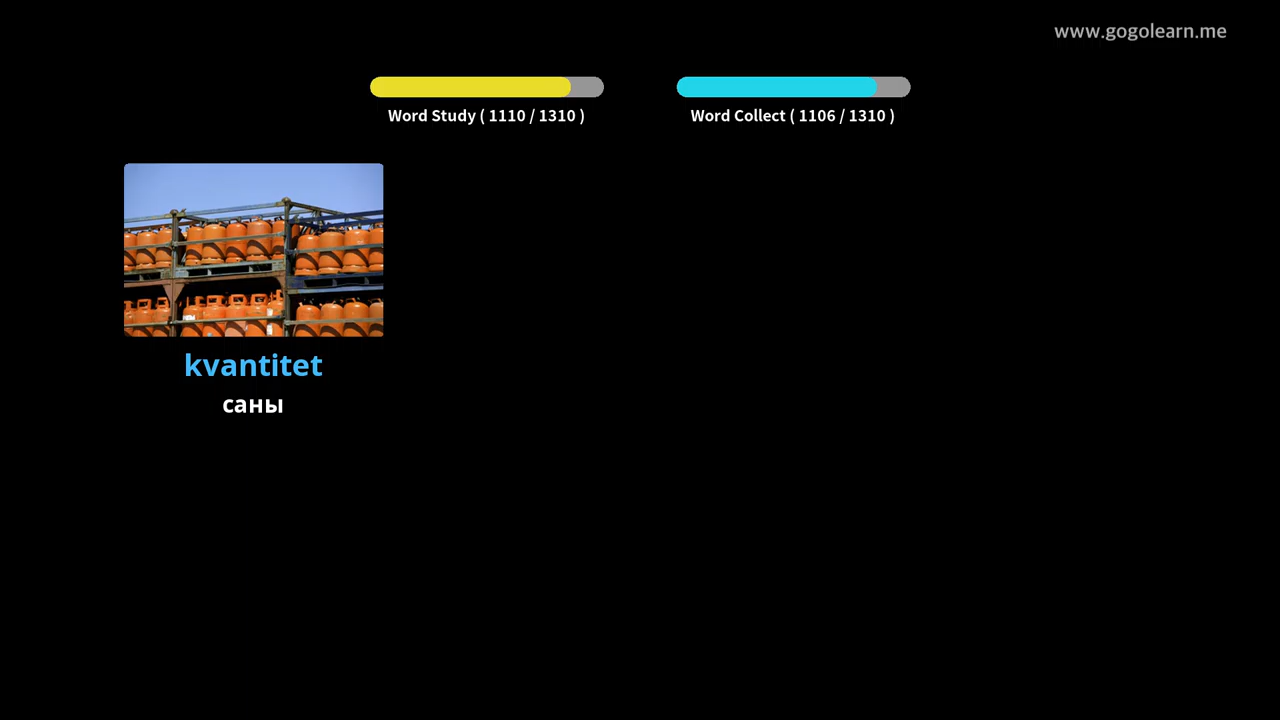 www.gogolearn.me
Word Study ( 1110 / 1310 )
Word Collect ( 1106 / 1310 )
kvantitet
саны